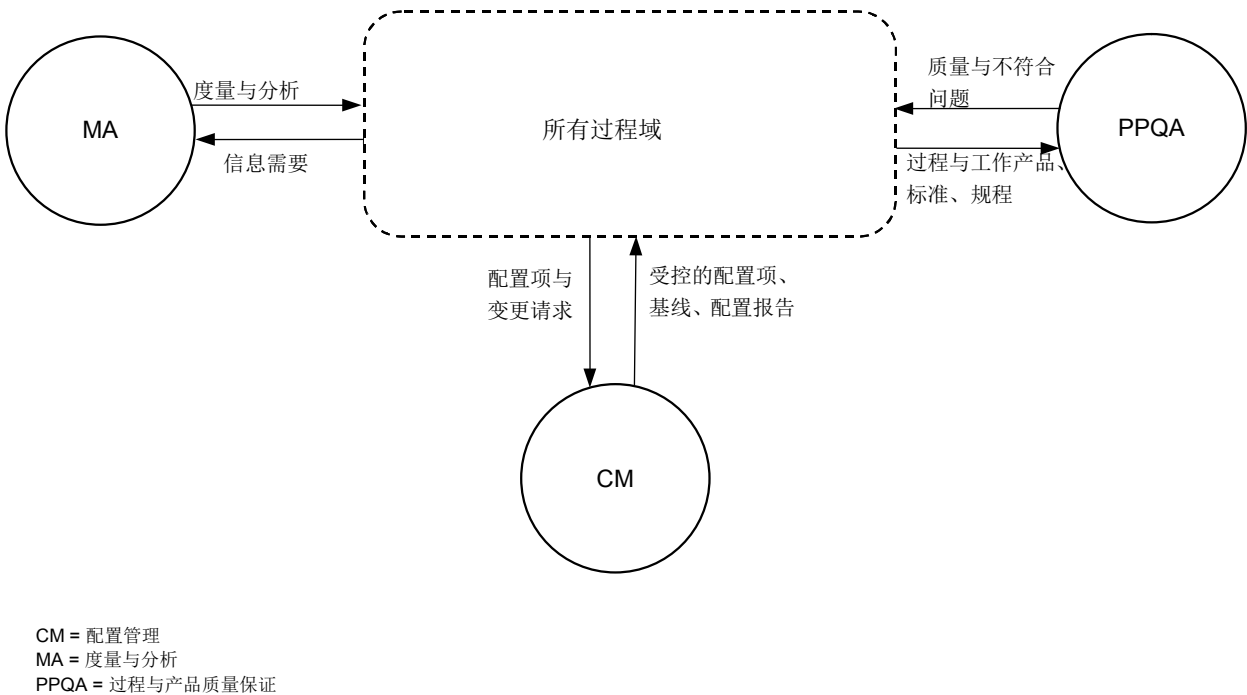 MA
度量与分析
信息需要
所有过程域
质量与不符合
问题
PPQA
过程与工作产品、
标准、规程
配置项与
变更请求
受控的配置项、
基线、配置报告
CM
CM = 配置管理
MA = 度量与分析
PPQA = 过程与产品质量保证